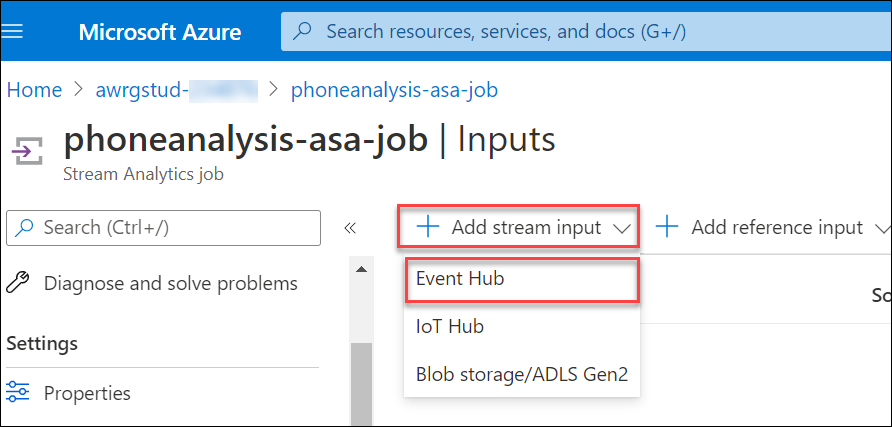 Microsoft Azure
Search resources, services, and docs (G+/)
Home > awrgstud- > phoneanalysis-asa-job
phoneanalysis-asa-job | Inputs
Stream Analytics job
Search (Ctrl+/)
«
+ Add stream input
+ Add reference input
Diagnose and solve problems
Event Hub
So
IoT Hub
Settings
Blob storage/ADLS Gen2
Properties